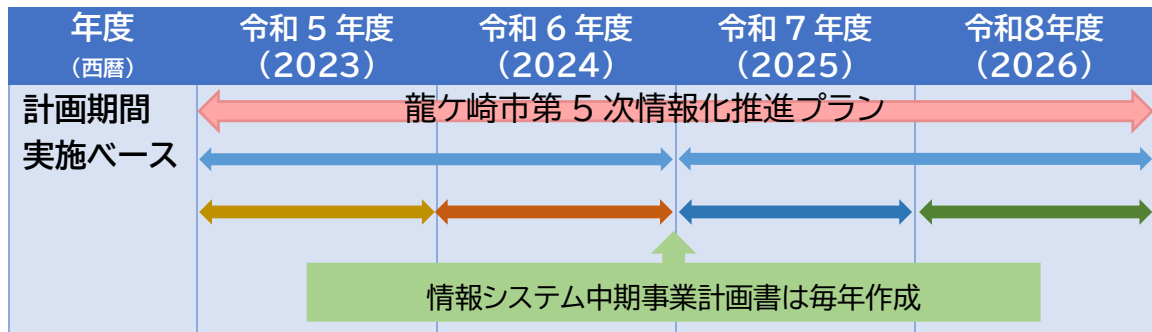 年度
（西暦）
令和 5 年度
（2023）
令和 6 年度
（2024）
令和 7 年度
（2025）
令和8年度
（2026）
計画期間
龍ケ崎市第 5 次情報化推進プラン
実施ベース
情報システム中期事業計画書は毎年作成